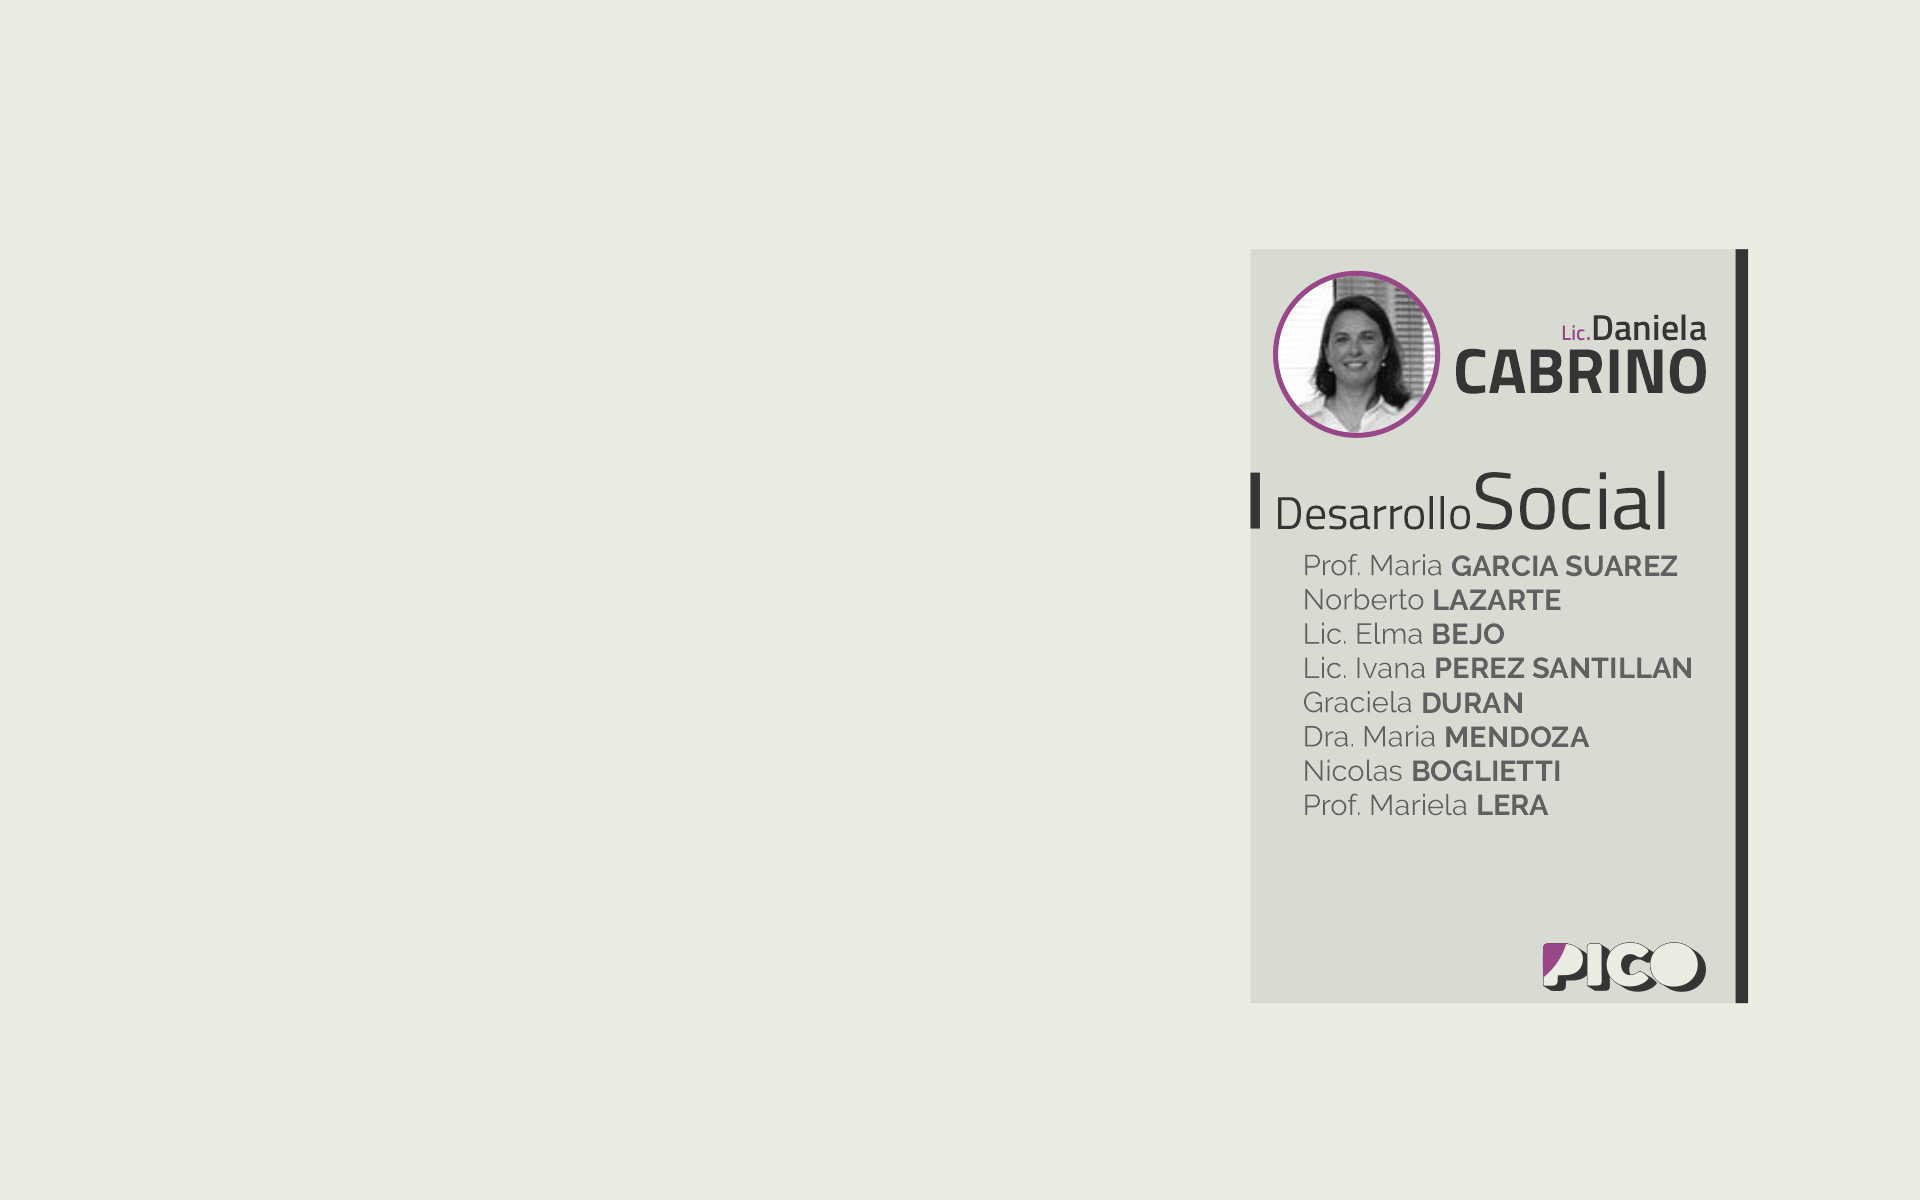 Lic. Daniela
CABRINO
Desarrollo Social
Prof. Maria GARCIA SUAREZ
Norberto LAZARTE
Lic. Elma BEJO
Lic. Ivana PEREZ SANTILLAN
Graciela DURAN
Dra. Maria MENDOZA
Nicolas BOGLIETTI
Prof. Mariela LERA
PICO